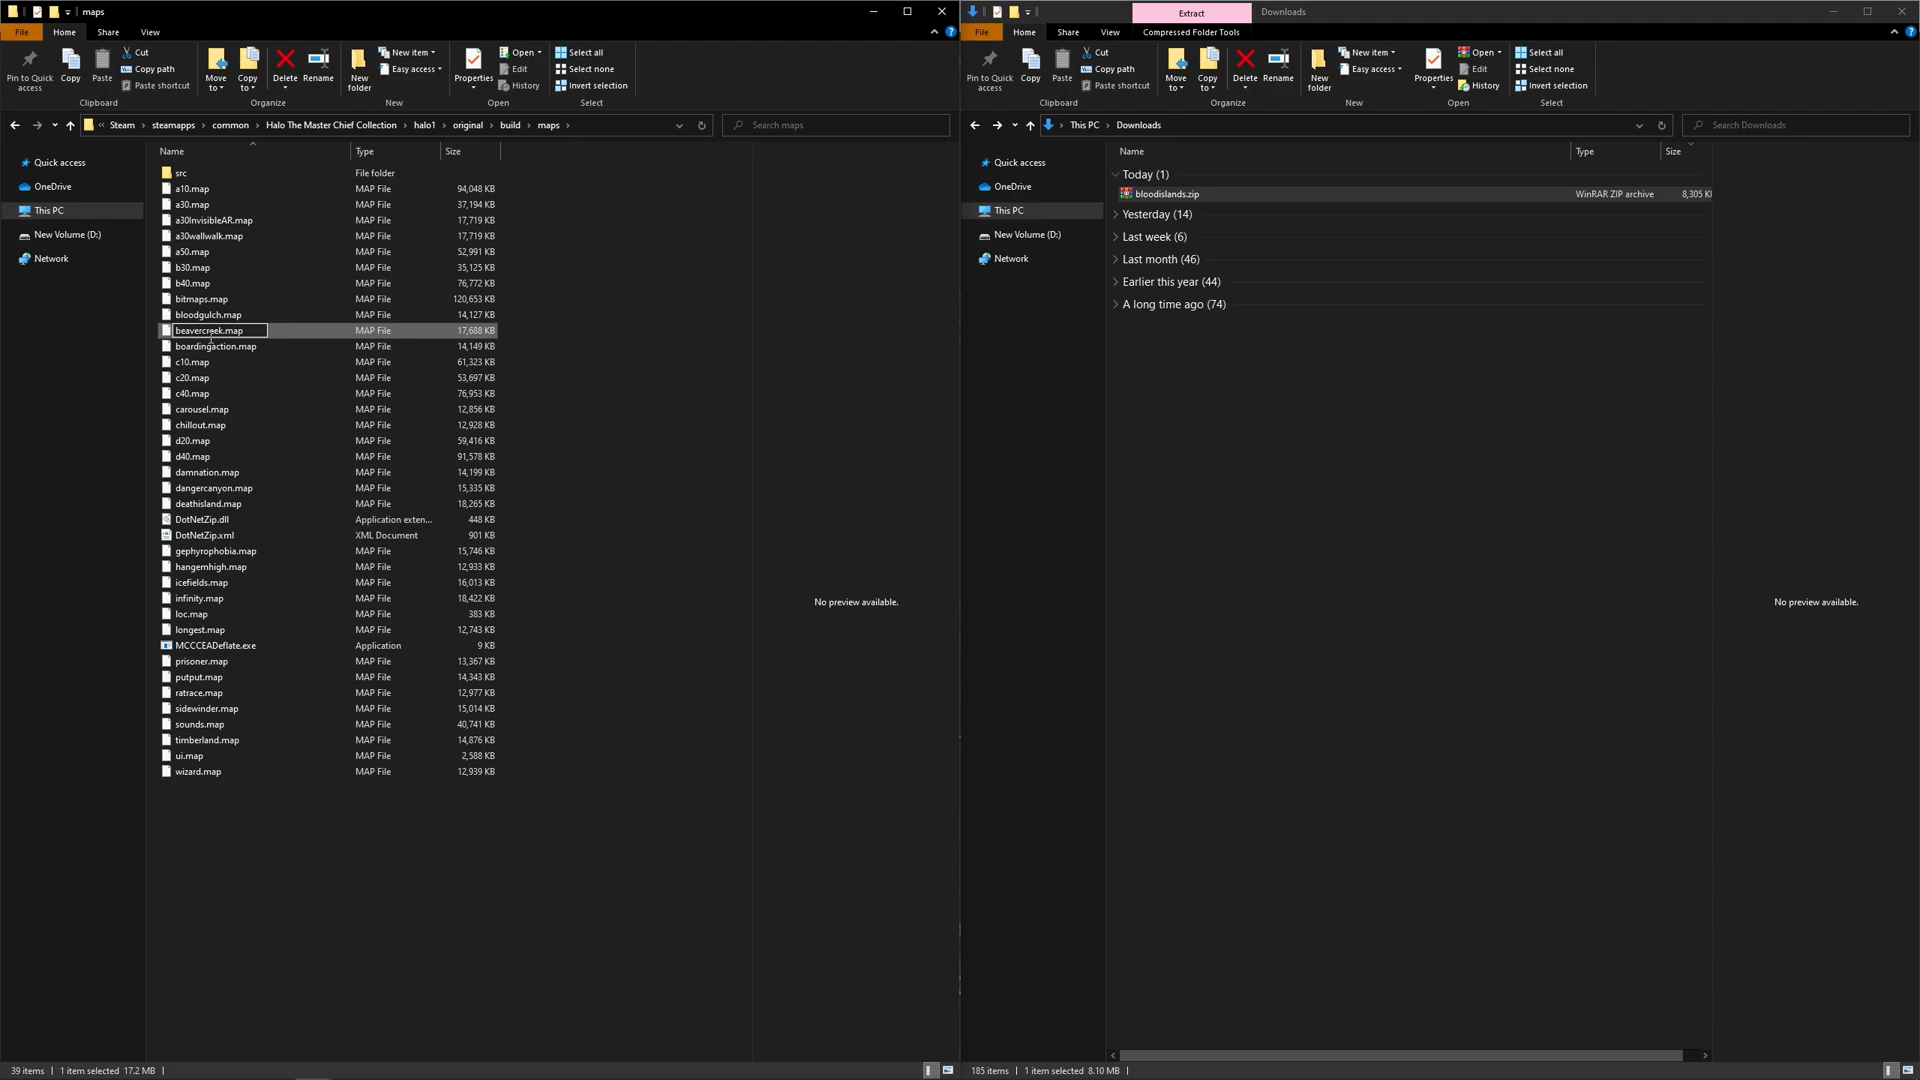 maps
File Home Share View
Pin to Quick access
Copy
Paste
Cut
Copy path
Paste shortcut
Clipboard
Move to
Copy to
Delete
Rename
Organize
New folder
New item
Easy access
New
Properties
Open
Edit
History
Open
Select all
Select none
Invert selection
Select
« Steam > steamapps > common > Halo The Master Chief Collection > halo1 > original > build > maps >
Search maps
Quick access
OneDrive
This PC
New Volume (D:)
Network
Name Type Size
src File folder
a10.map MAP File 94,048 KB
a30.map MAP File 37,194 KB
a30InvisibleAR.map MAP File 17,719 KB
a30wallwalk.map MAP File 17,719 KB
a50.map MAP File 52,991 KB
b30.map MAP File 35,125 KB
b40.map MAP File 76,772 KB
bitmaps.map MAP File 120,653 KB
bloodgulch.map MAP File 14,127 KB
beavercreek.map MAP File 17,688 KB
boardingaction.map MAP File 14,149 KB
c10.map MAP File 61,323 KB
c20.map MAP File 53,697 KB
c40.map MAP File 76,953 KB
carousel.map MAP File 12,856 KB
chillout.map MAP File 12,928 KB
d20.map MAP File 59,416 KB
d40.map MAP File 91,578 KB
damnation.map MAP File 14,199 KB
dangercanyon.map MAP File 15,335 KB
deathisland.map MAP File 18,265 KB
DotNetZip.dll Application exten... 448 KB
DotNetZip.xml XML Document 901 KB
gephyrophobia.map MAP File 15,746 KB
hangemhigh.map MAP File 12,933 KB
icefields.map MAP File 16,013 KB
infinity.map MAP File 18,422 KB
loc.map MAP File 383 KB
longest.map MAP File 12,743 KB
MCCCEADeflate.exe Application 9 KB
prisoner.map MAP File 13,367 KB
putput.map MAP File 14,343 KB
ratrace.map MAP File 12,977 KB
sidewinder.map MAP File 15,014 KB
sounds.map MAP File 40,741 KB
timberland.map MAP File 14,876 KB
ui.map MAP File 2,588 KB
wizard.map MAP File 12,939 KB
No preview available.
39 items 1 item selected 17.2 MB
Extract Downloads
File Home Share View Compressed Folder Tools
Pin to Quick access
Copy
Paste
Cut
Copy path
Paste shortcut
Clipboard
Move to
Copy to
Delete
Rename
Organize
New folder
New item
Easy access
New
Properties
Open
Edit
History
Open
Select all
Select none
Invert selection
Select
> This PC > Downloads
Search Downloads
Quick access
OneDrive
This PC
New Volume (D:)
Network
Name Type Size
Today (1)
bloodislands.zip WinRAR ZIP archive 8,305 K
Yesterday (14)
Last week (6)
Last month (46)
Earlier this year (44)
A long time ago (74)
No preview available.
185 items 1 item selected 8.10 MB